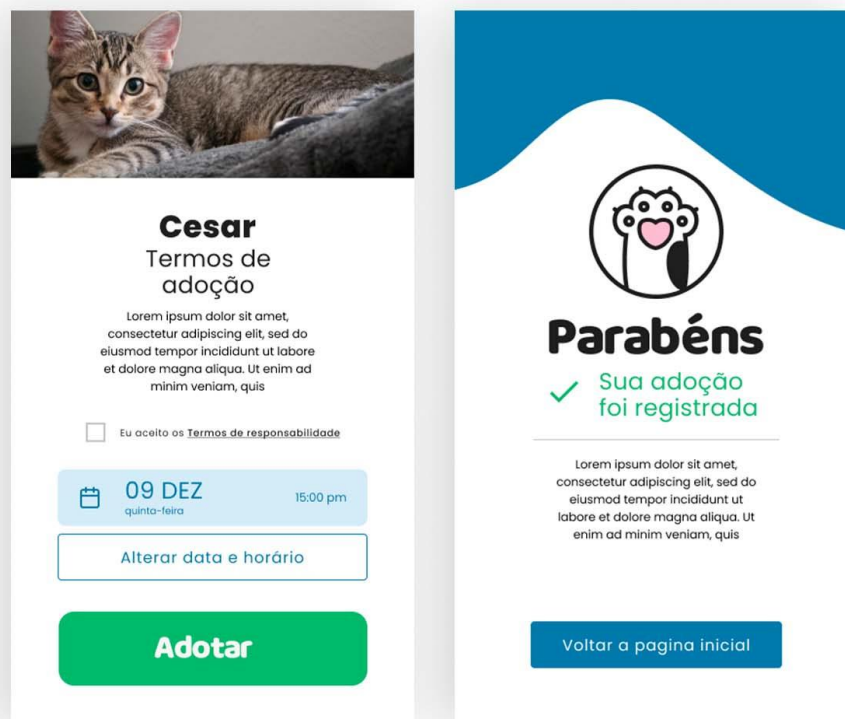 Cesar
Termos de
adoção
Lorem ipsum dolor sit amet,
consectetur adipiscing elit, sed do
eiusmod tempor incididunt ut labore
et dolore magna aliqua. Ut enim ad
minim veniam, quis
Eu aceito os Termos de responsabilidade
09 DEZ
quinta-feira
15:00 pm
Alterar data e horário
Adotar
Parabéns
Sua adoção
foi registrada
Lorem ipsum dolor sit amet,
consectetur adipiscing elit, sed do
eiusmod tempor incididunt ut
labore et dolore magna aliqua. Ut
enim ad minim veniam, quis
Voltar a pagina inicial